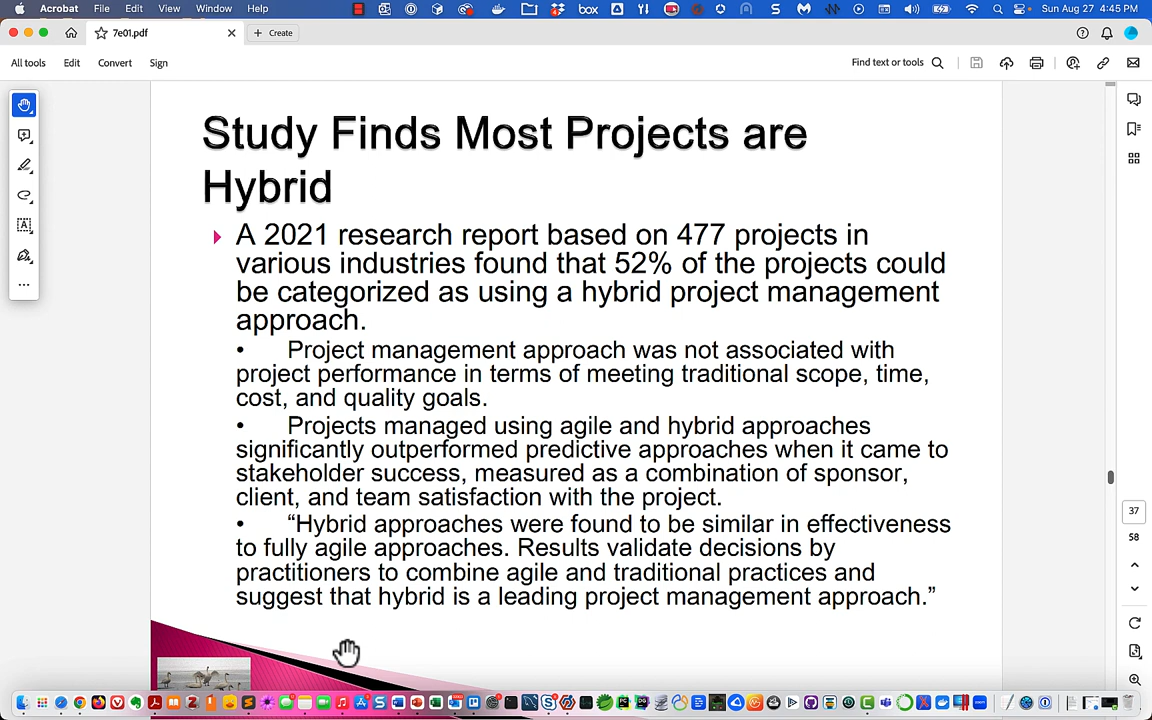 Acrobat File Edit View Window Help box Sun Aug 27 4:45 PM
7e01.pdf Create
All tools Edit Convert Sign Find text or tools
Study Finds Most Projects are
Hybrid
A 2021 research report based on 477 projects in
various industries found that 52% of the projects could
be categorized as using a hybrid project management
approach.
• Project management approach was not associated with
project performance in terms of meeting traditional scope, time,
cost, and quality goals.
• Projects managed using agile and hybrid approaches
significantly outperformed predictive approaches when it came to
stakeholder success, measured as a combination of sponsor,
client, and team satisfaction with the project.
• “Hybrid approaches were found to be similar in effectiveness
to fully agile approaches. Results validate decisions by
practitioners to combine agile and traditional practices and
suggest that hybrid is a leading project management approach.”
37
58